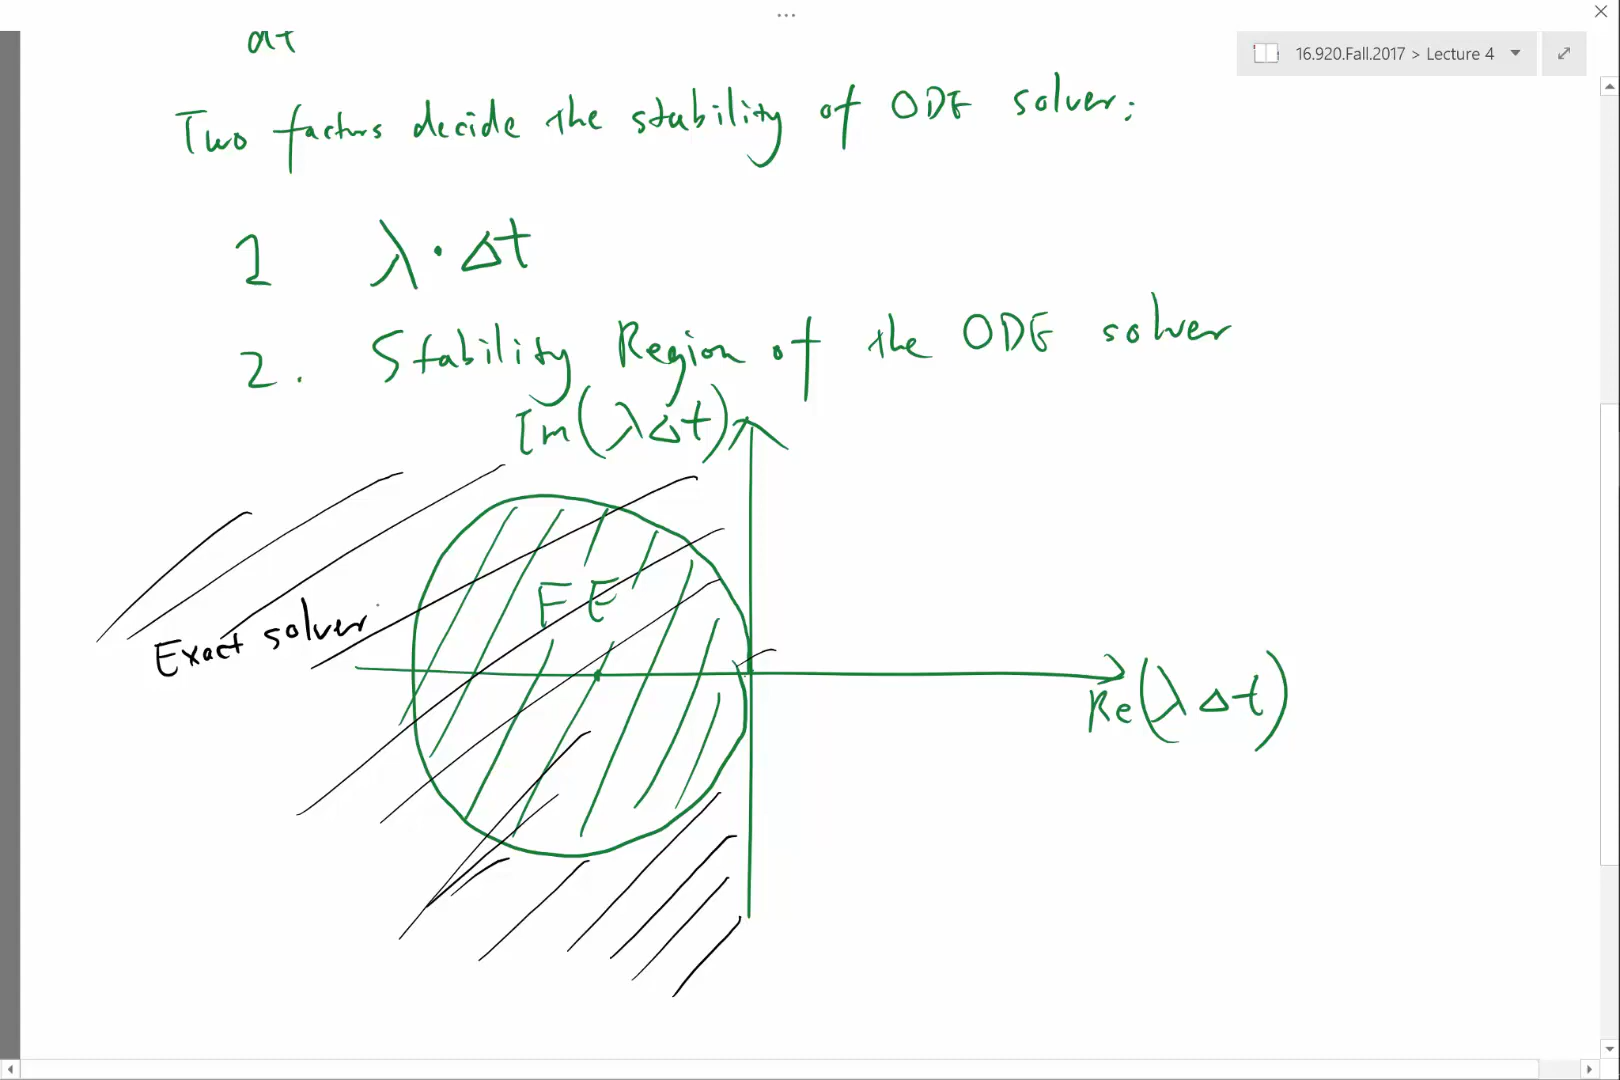 ...
16.920.Fall.2017 > Lecture 4
Two factors decide the stability of ODE solver:
1 λ · Δt
2. Stability Region of the ODE solver
Im(λΔt)
FE
Exact solver
Re(λΔt)